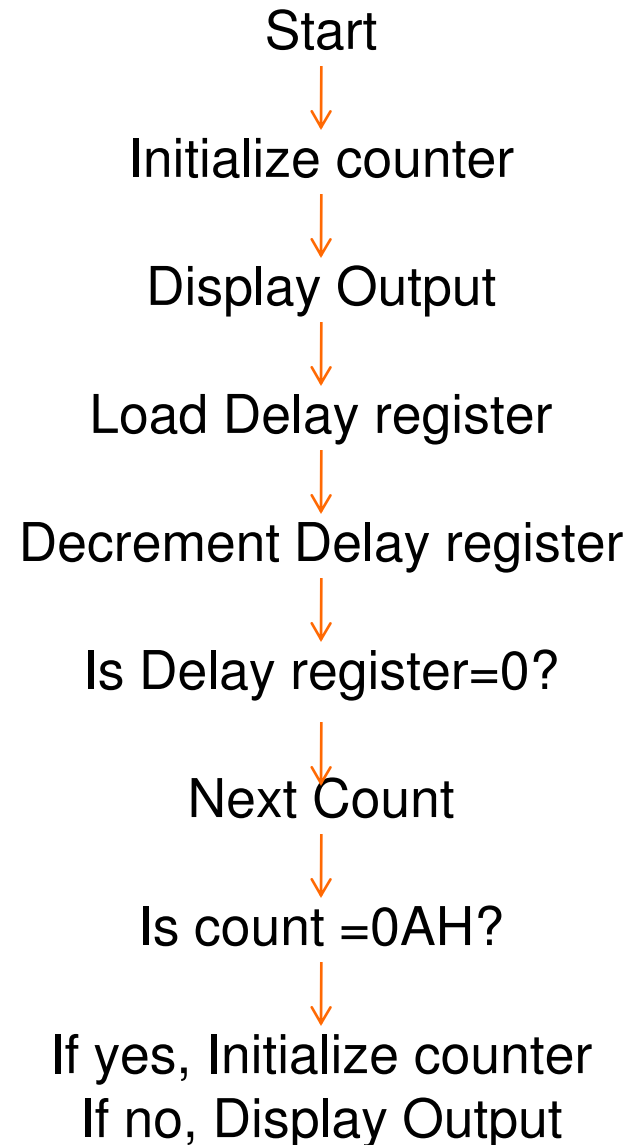 Start
Initialize counter
Display Output
Load Delay register
Decrement Delay register
Is Delay register=0?
Next Count
Is count =0AH?
If yes, Initialize counter
If no, Display Output